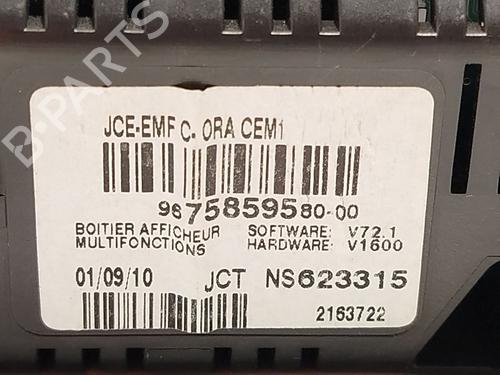 JCE-EMF C. ORA CEM1
9675859580-00
BOITIER AFFICHEUR
MULTIFONCTIONS
SOFTWARE: V72.1
HARDWARE: V1600
01/09/10 JCT NS623315
2163722
B-PARTS